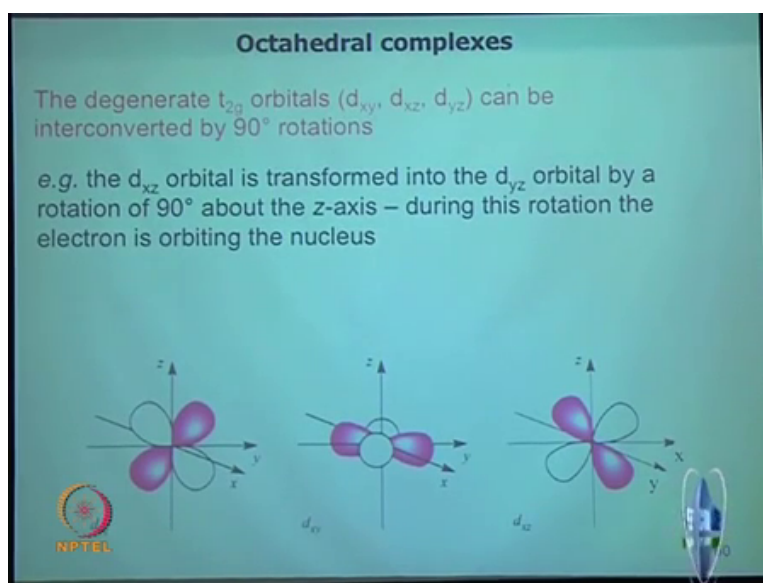 Octahedral complexes
The degenerate t2g orbitals (dxy, dxz, dyz) can be
interconverted by 90° rotations
e.g. the dxz orbital is transformed into the dyz orbital by a
rotation of 90° about the z-axis – during this rotation the
electron is orbiting the nucleus
z z z
y y x
x x y
dxy dxz
NPTEL